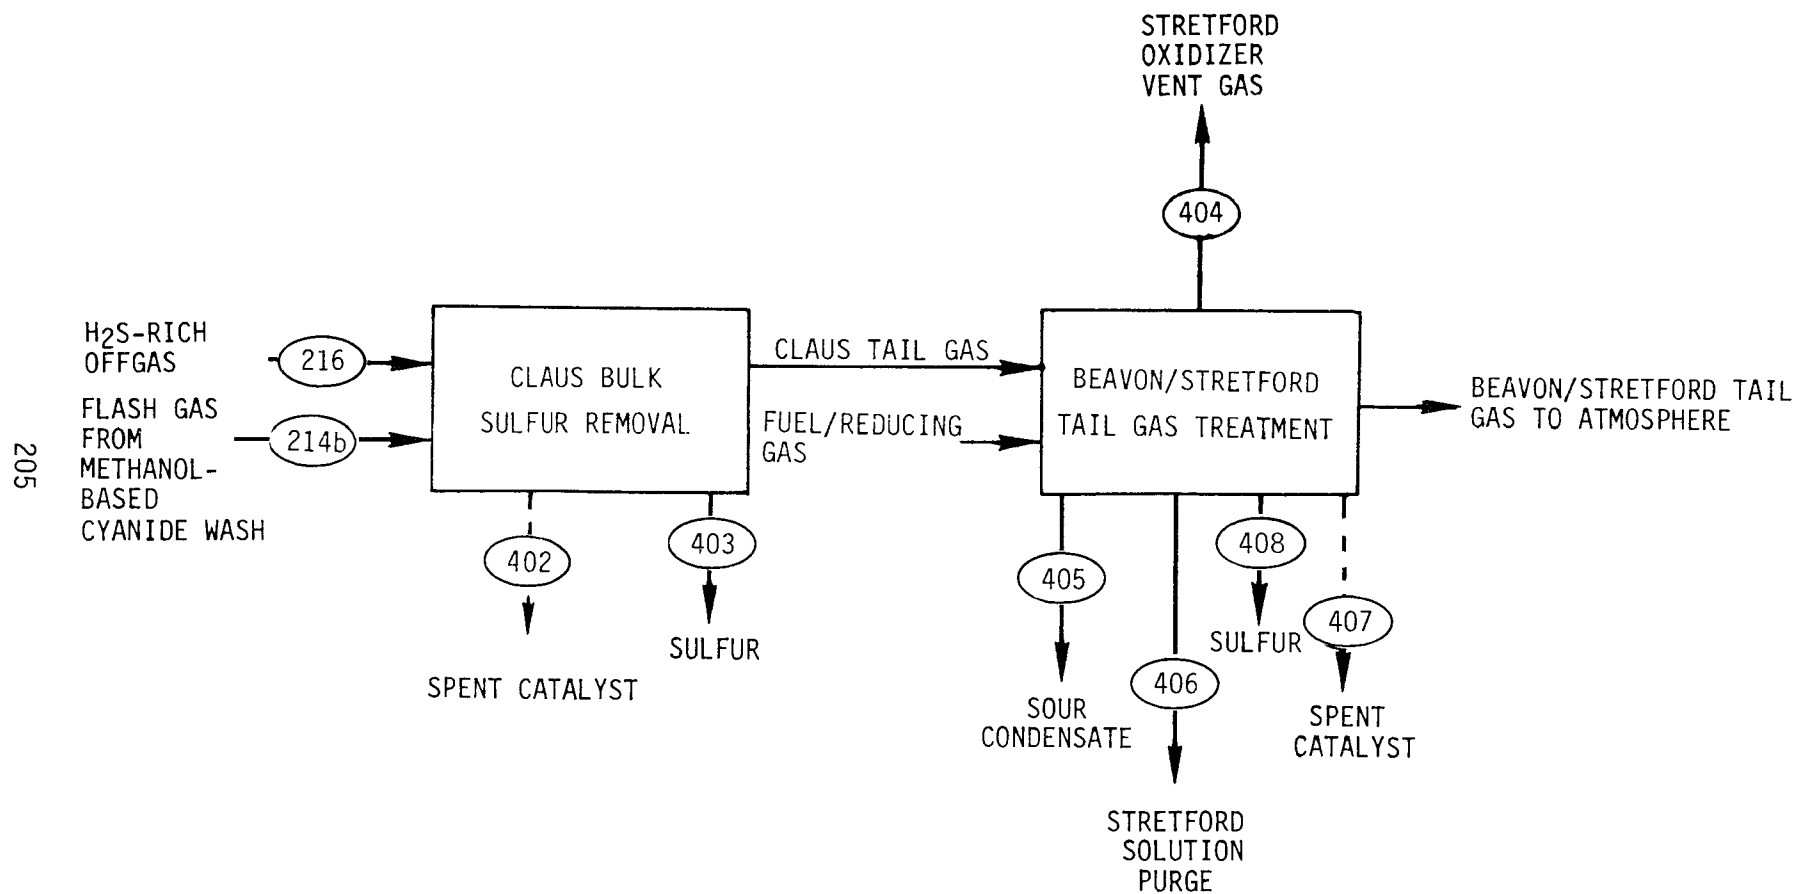 STRETFORD
OXIDIZER
VENT GAS
404
H2S-RICH
OFFGAS
216
FLASH GAS
FROM
METHANOL-
BASED
CYANIDE WASH
214b
CLAUS BULK
SULFUR REMOVAL
CLAUS TAIL GAS
FUEL/REDUCING
GAS
BEAVON/STRETFORD
TAIL GAS TREATMENT
BEAVON/STRETFORD TAIL
GAS TO ATMOSPHERE
402
SPENT CATALYST
403
SULFUR
405
SOUR
CONDENSATE
406
STRETFORD
SOLUTION
PURGE
408
SULFUR
407
SPENT
CATALYST
205